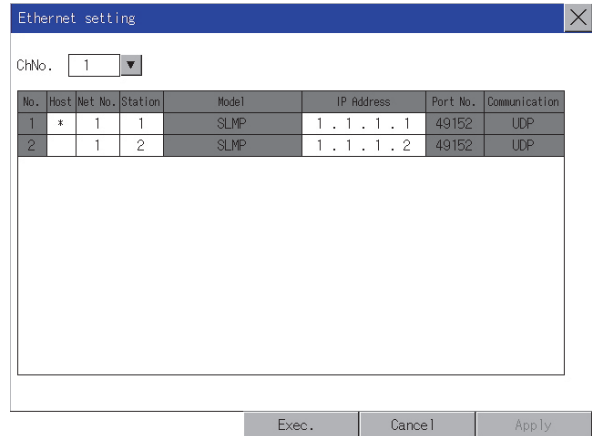 Ethernet setting
ChNo. 1
No. Host Net No. Station Model IP Address Port No. Communication
1 * 1 1 SLMP 1 . 1 . 1 . 1 49152 UDP
2 1 2 SLMP 1 . 1 . 1 . 2 49152 UDP
Exec. Cancel Apply